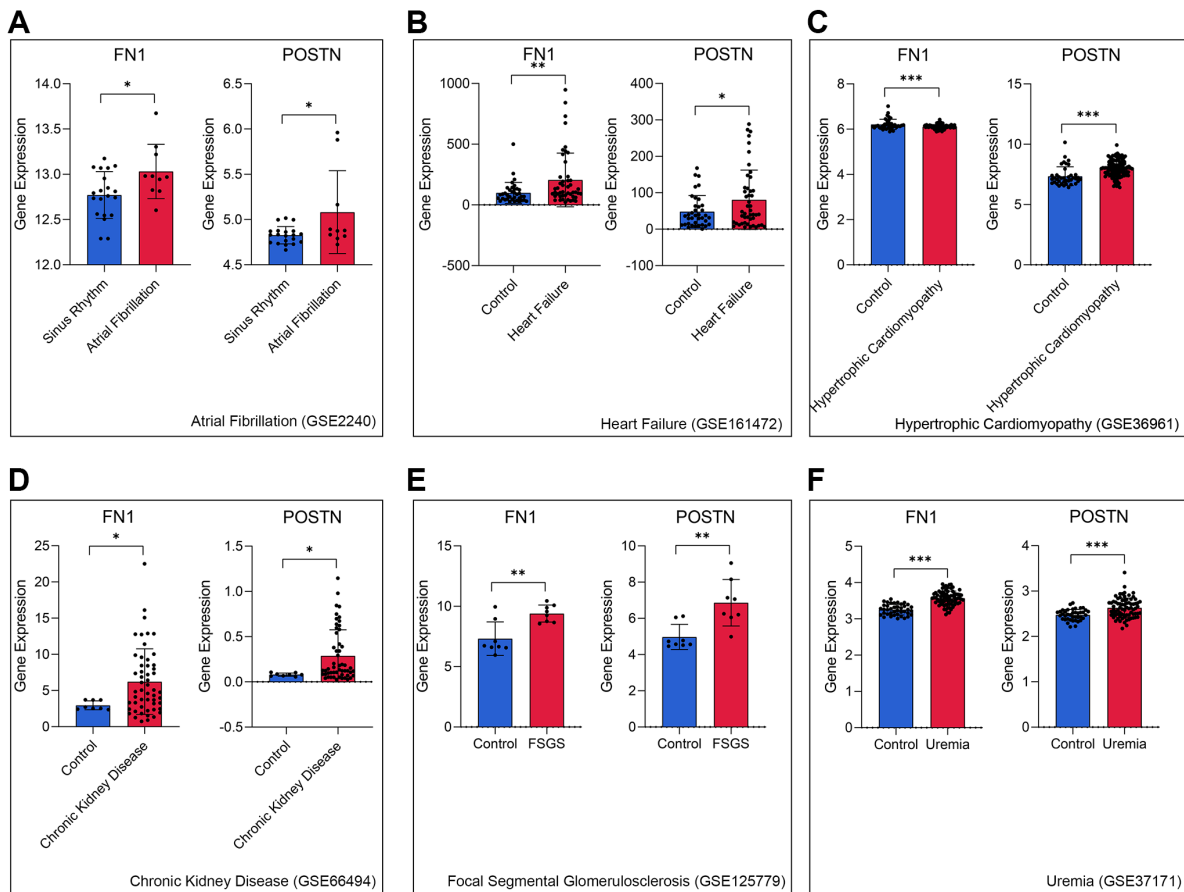 A
FN1
POSTN
Gene Expression
14.0
13.5
13.0
12.5
12.0
*
Sinus Rhythm
Atrial Fibrillation
Gene Expression
6.5
6.0
5.5
5.0
4.5
*
Sinus Rhythm
Atrial Fibrillation
Atrial Fibrillation (GSE2240)
B
FN1
POSTN
Gene Expression
1000
500
0
-500
**
Control
Heart Failure
Gene Expression
400
300
200
100
0
-100
*
Control
Heart Failure
Heart Failure (GSE161472)
C
FN1
POSTN
Gene Expression
8
6
4
2
0
***
Control
Hypertrophic Cardiomyopathy
Gene Expression
15
10
5
0
***
Control
Hypertrophic Cardiomyopathy
Hypertrophic Cardiomyopathy (GSE36961)
D
FN1
POSTN
Gene Expression
25
20
15
10
5
0
*
Control
Chronic Kidney Disease
Gene Expression
1.5
1.0
0.5
0.0
-0.5
*
Control
Chronic Kidney Disease
Chronic Kidney Disease (GSE66494)
E
FN1
POSTN
Gene Expression
15
10
5
0
**
Control
FSGS
Gene Expression
10
8
6
4
2
0
**
Control
FSGS
Focal Segmental Glomerulosclerosis (GSE125779)
F
FN1
POSTN
Gene Expression
5
4
3
2
1
0
***
Control
Uremia
Gene Expression
4
3
2
1
0
***
Control
Uremia
Uremia (GSE37171)